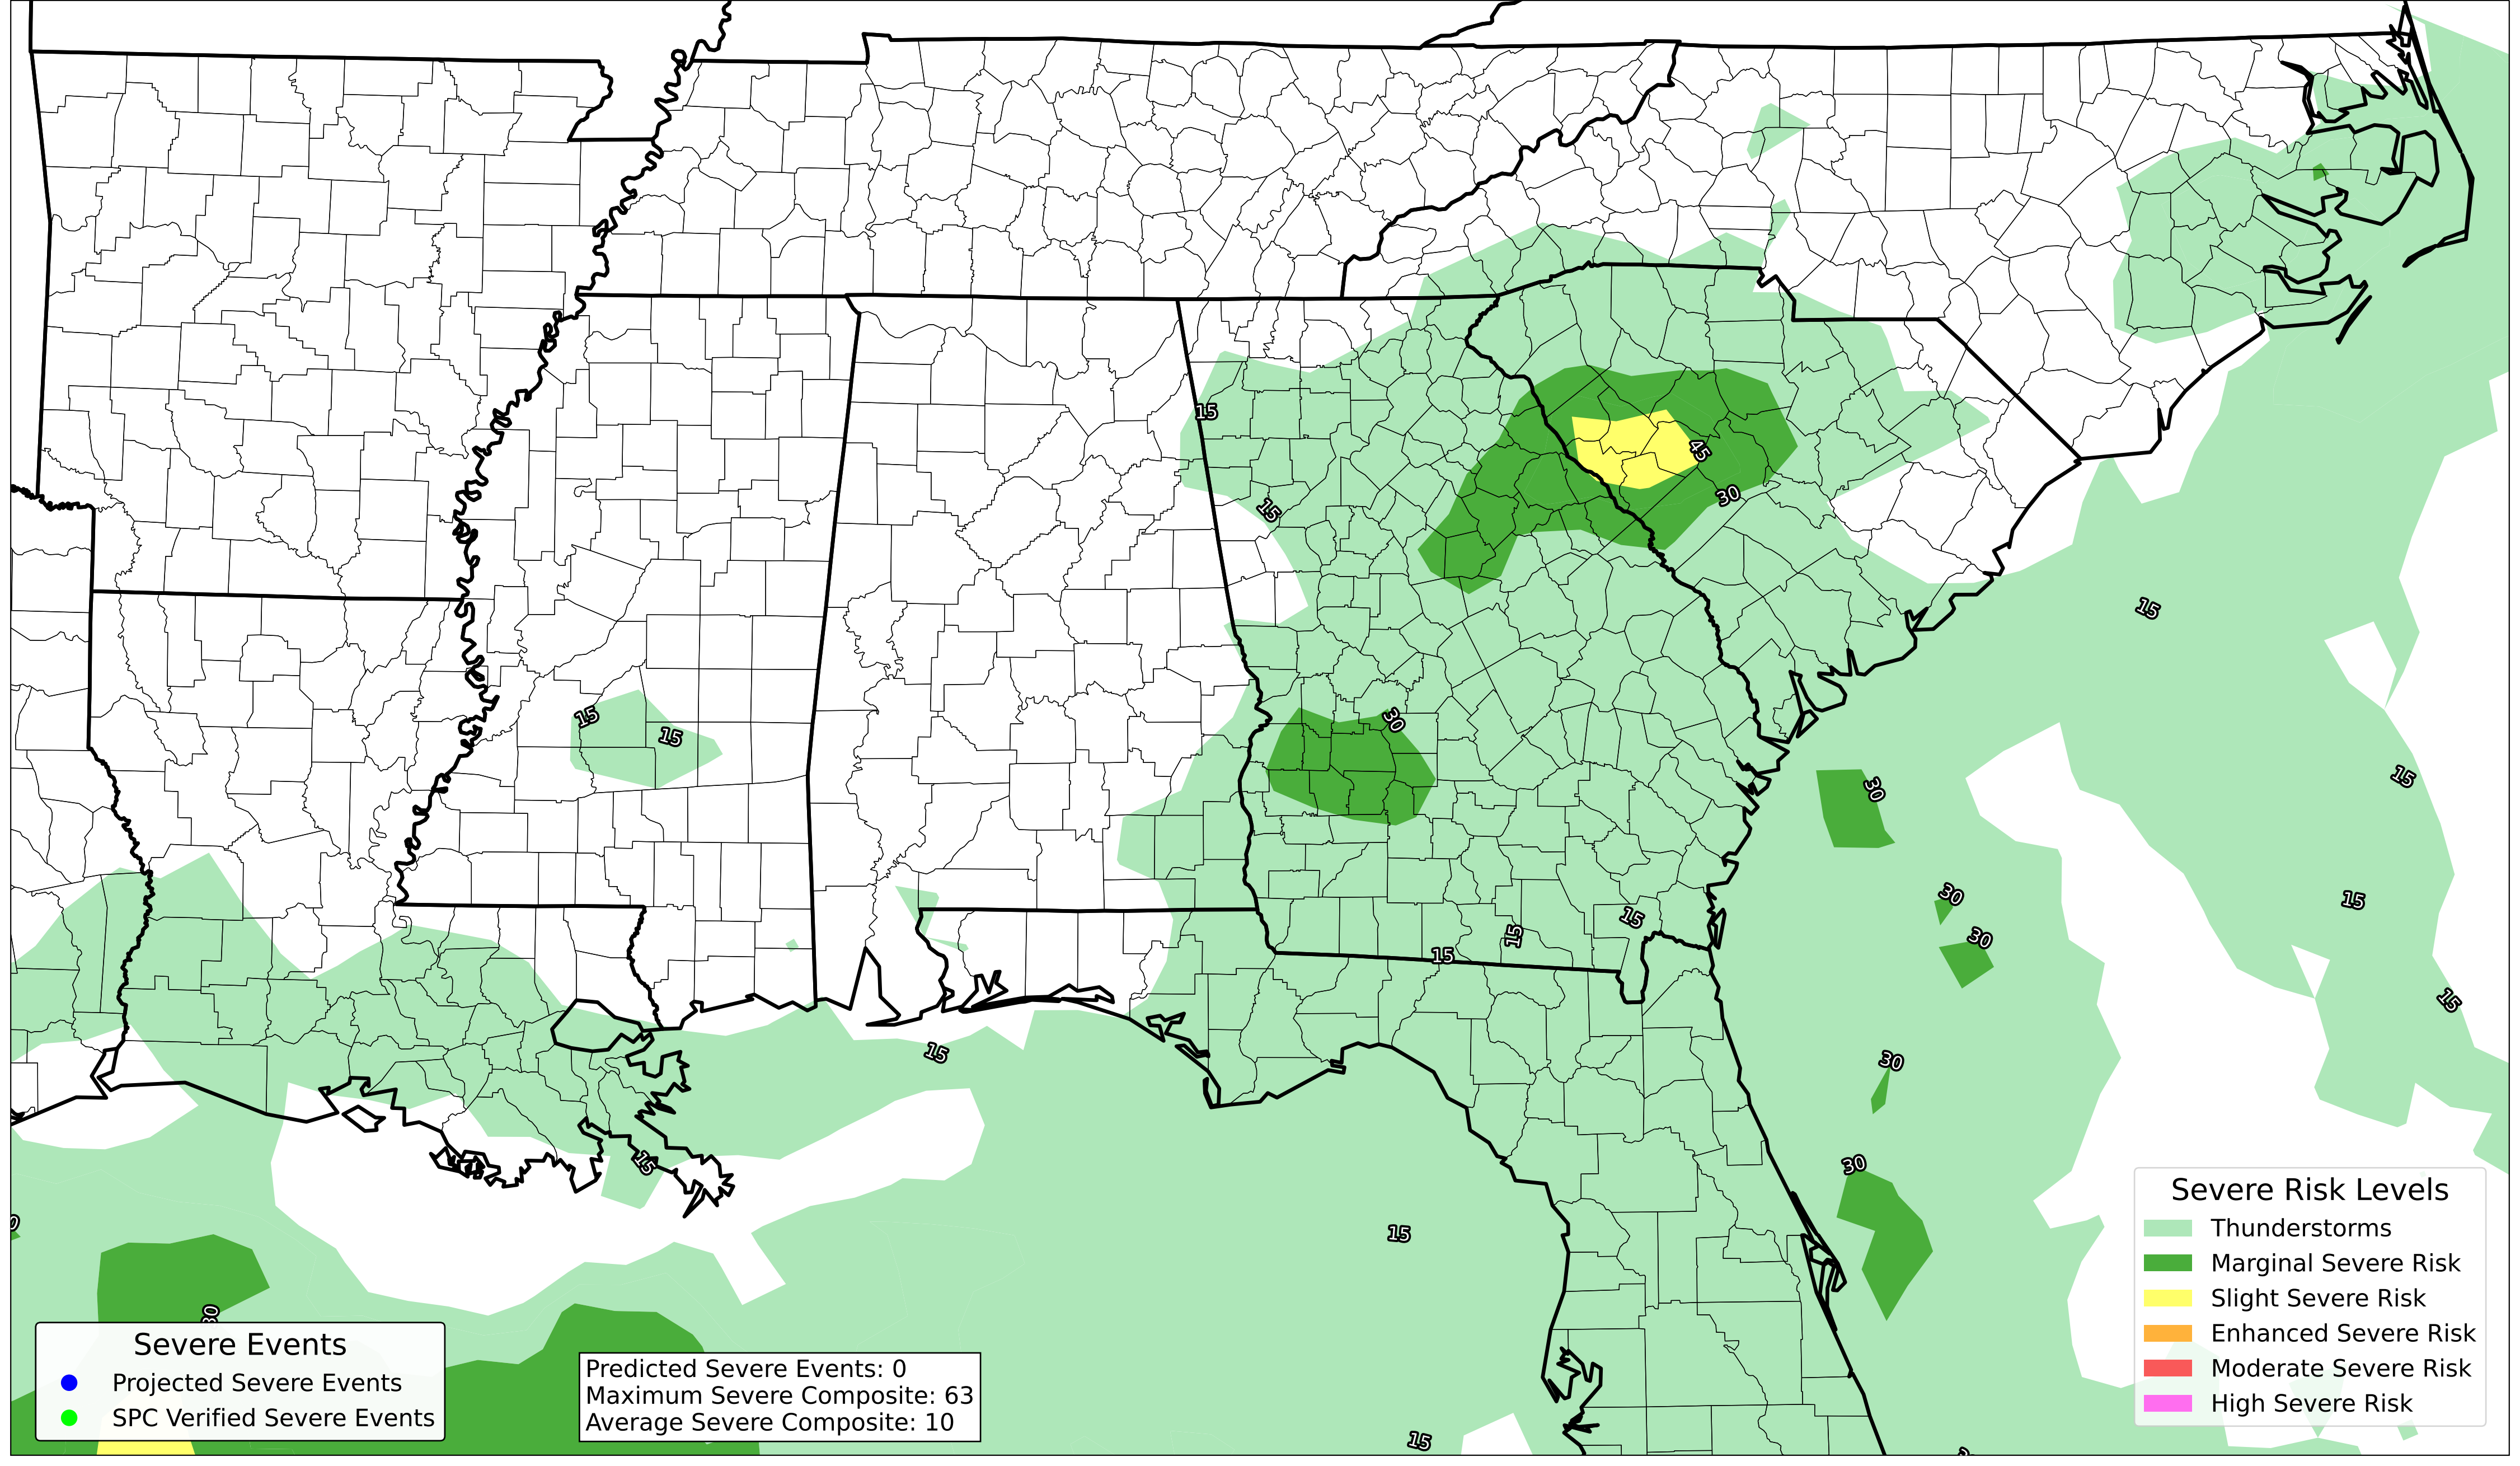 15
45
30
15
15
15
30
15
15
30
30
15
15
30
15
15
15
15
30
15
30
15
15
Severe Risk Levels
Thunderstorms
Marginal Severe Risk
Slight Severe Risk
Enhanced Severe Risk
Moderate Severe Risk
High Severe Risk
Severe Events
Projected Severe Events
SPC Verified Severe Events
Predicted Severe Events: 0
Maximum Severe Composite: 63
Average Severe Composite: 10
15